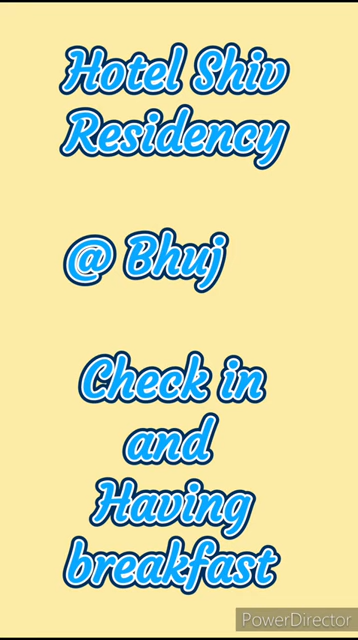 Hotel Shiv
Residency
@ Bhuj
Check in
and
Having
breakfast
PowerDirector